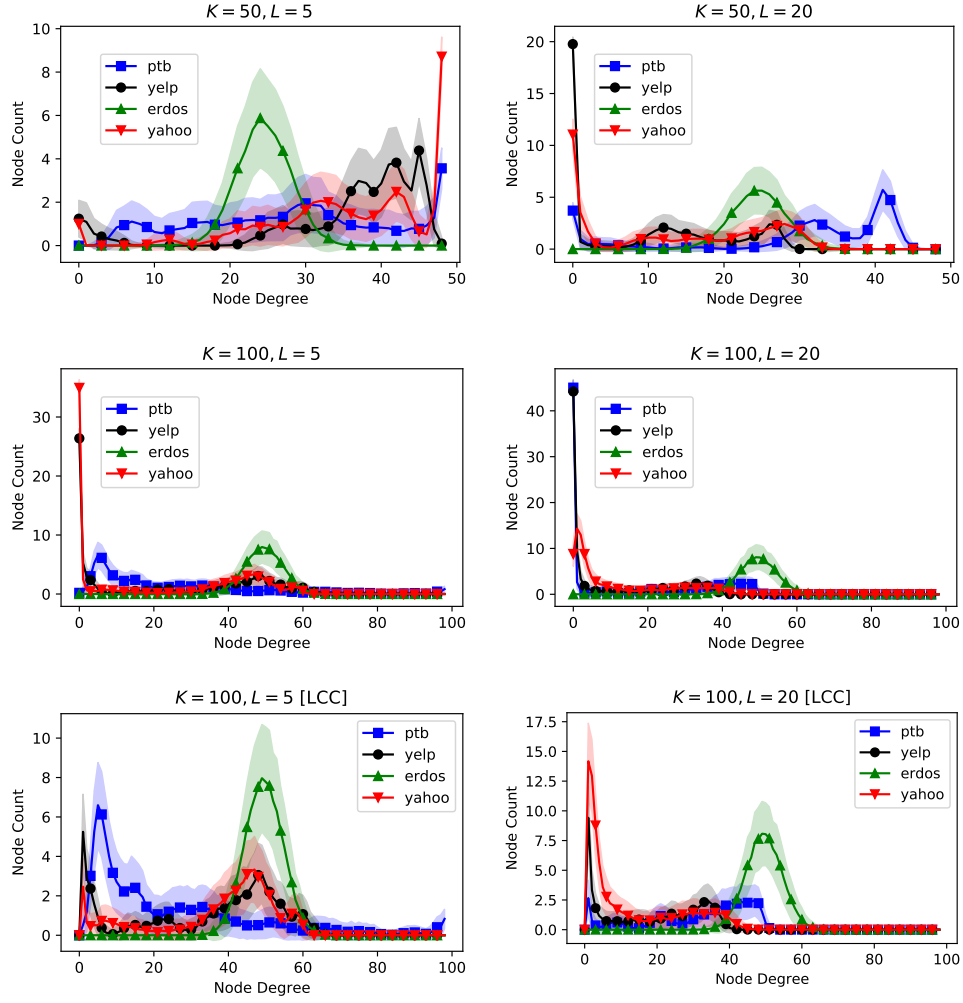 K = 50, L = 5
10
8
6
4
2
0
Node Count
ptb
yelp
erdos
yahoo
0 10 20 30 40 50
Node Degree
K = 50, L = 20
20
15
10
5
0
Node Count
ptb
yelp
erdos
yahoo
0 10 20 30 40 50
Node Degree
K = 100, L = 5
30
20
10
0
Node Count
ptb
yelp
erdos
yahoo
0 20 40 60 80 100
Node Degree
K = 100, L = 20
40
30
20
10
0
Node Count
ptb
yelp
erdos
yahoo
0 20 40 60 80 100
Node Degree
K = 100, L = 5 [LCC]
10
8
6
4
2
0
Node Count
ptb
yelp
erdos
yahoo
0 20 40 60 80 100
Node Degree
K = 100, L = 20 [LCC]
17.5
15.0
12.5
10.0
7.5
5.0
2.5
0.0
Node Count
ptb
yelp
erdos
yahoo
0 20 40 60 80 100
Node Degree